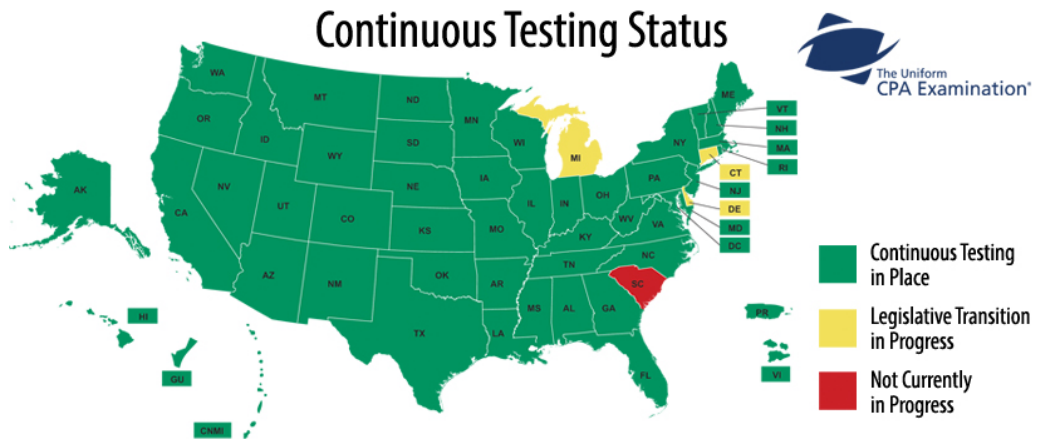 Continuous Testing Status
The Uniform
CPA Examination®
WA
MT
ND
MN
ME
VT
OR
ID
SD
WI
NY
NH
WY
MI
MA
RI
CT
AK
NV
NE
IA
PA
NJ
UT
IL
IN
OH
DE
CA
CO
WV
VA
MD
KS
MO
KY
DC
NC
TN
AZ
NM
OK
AR
SC
MS
AL
GA
TX
LA
FL
HI
GU
CNMI
PR
VI
Continuous Testing
in Place
Legislative Transition
in Progress
Not Currently
in Progress